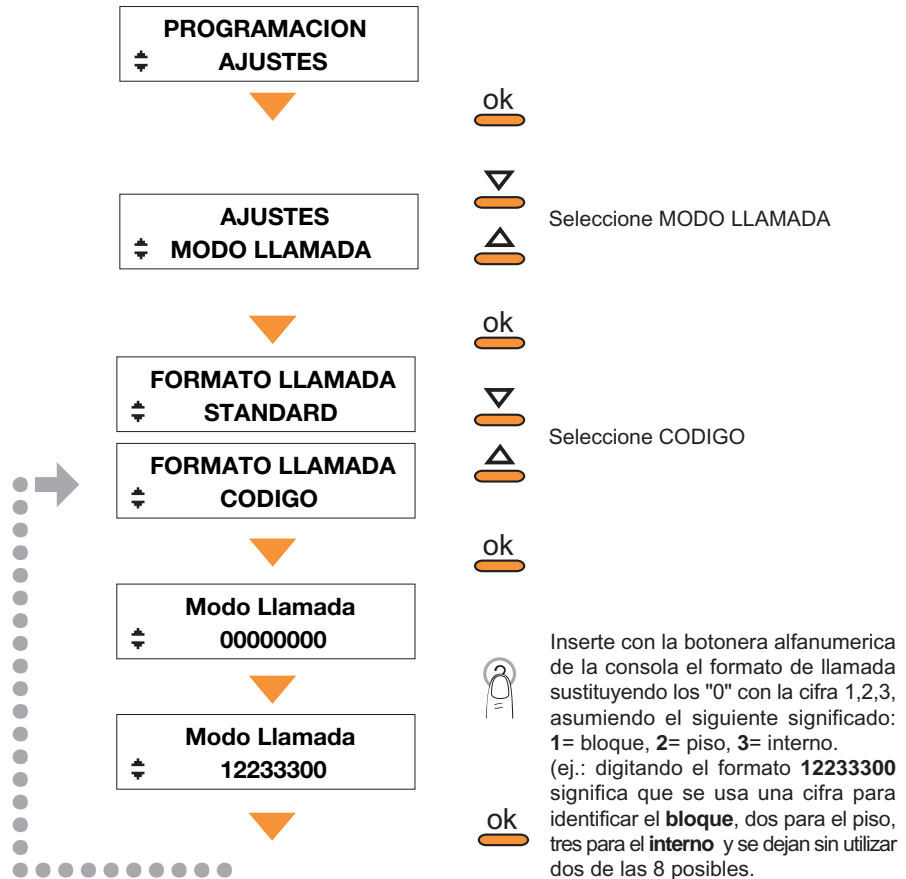 PROGRAMACION
AJUSTES
ok
AJUSTES
MODO LLAMADA
Seleccione MODO LLAMADA
ok
FORMATO LLAMADA
STANDARD
FORMATO LLAMADA
CODIGO
Seleccione CODIGO
ok
Modo Llamada
00000000
Modo Llamada
12233300
Inserte con la botonera alfanumerica
de la consola el formato de llamada
sustituyendo los "0" con la cifra 1,2,3,
asumiendo el siguiente significado:
1= bloque, 2= piso, 3= interno.
(ej.: digitando el formato 12233300
significa que se usa una cifra para
identificar el bloque, dos para el piso,
tres para el interno y se dejan sin utilizar
dos de las 8 posibles.
ok